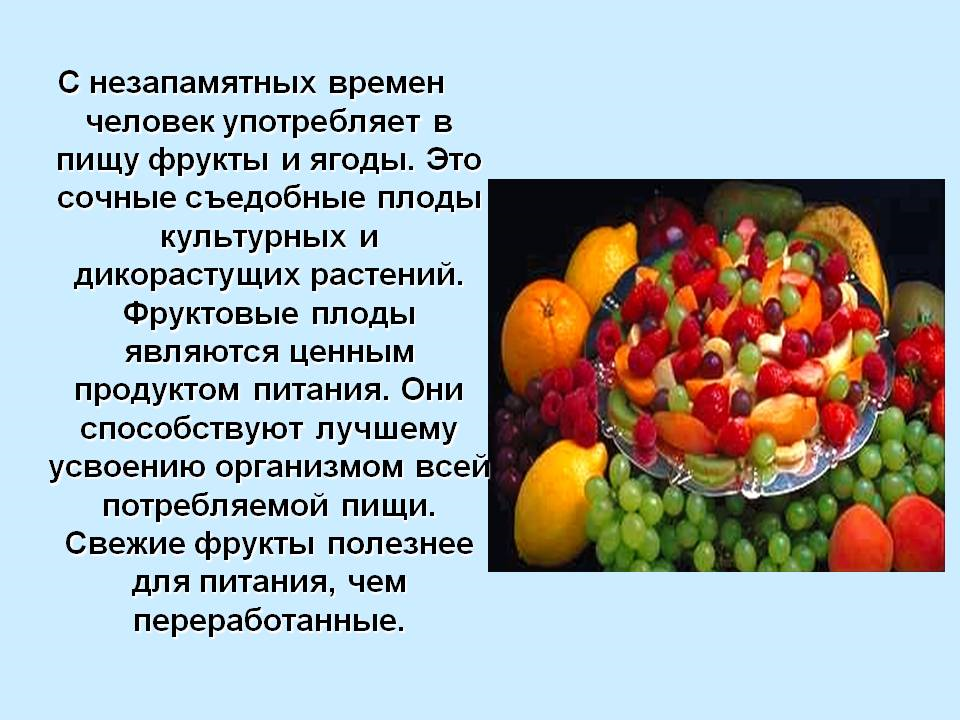 С незапамятных времен
человек употребляет в
пищу фрукты и ягоды. Это
сочные съедобные плоды
культурных и
дикорастущих растений.
Фруктовые плоды
являются ценным
продуктом питания. Они
способствуют лучшему
усвоению организмом всей
потребляемой пищи.
Свежие фрукты полезнее
для питания, чем
переработанные.